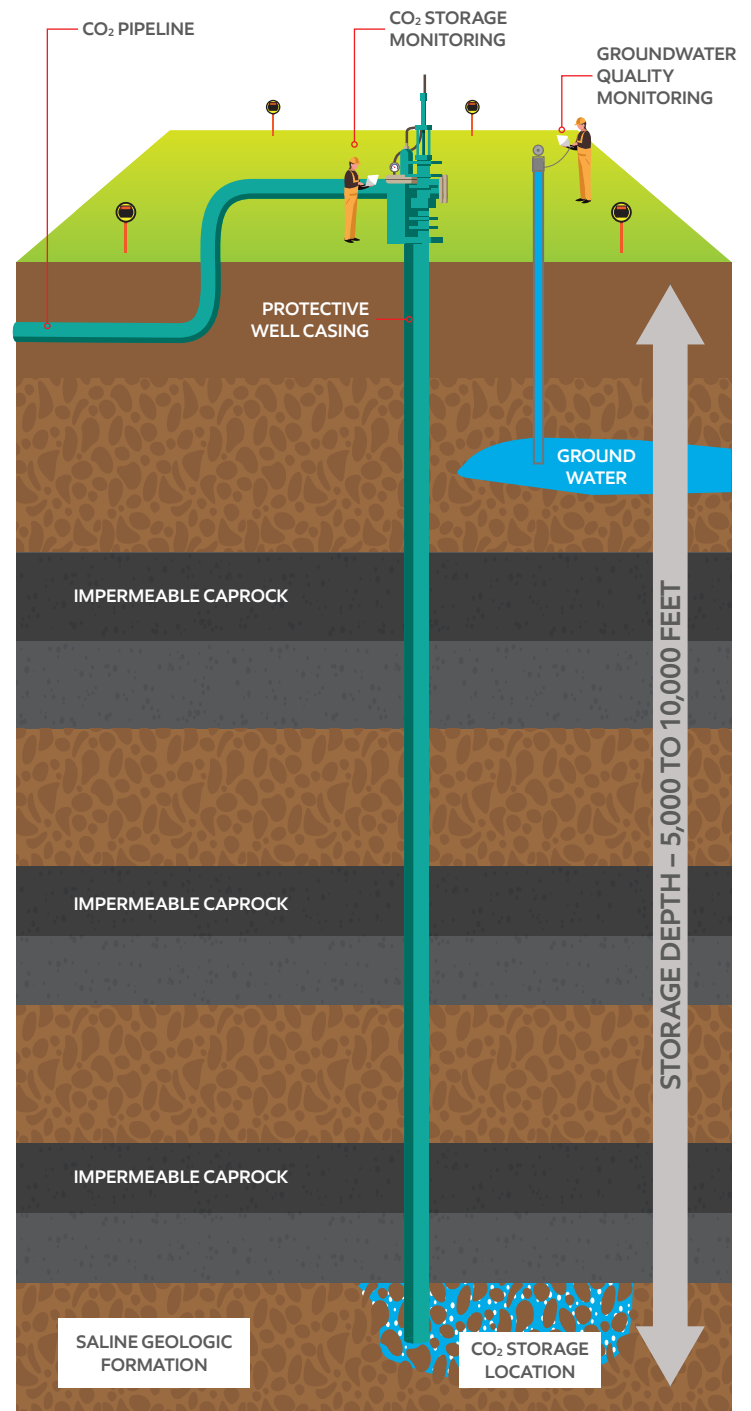 CO₂ PIPELINE
CO₂ STORAGE
MONITORING
GROUNDWATER
QUALITY
MONITORING
PROTECTIVE
WELL CASING
GROUND
WATER
IMPERMEABLE CAPROCK
STORAGE DEPTH – 5,000 TO 10,000 FEET
IMPERMEABLE CAPROCK
IMPERMEABLE CAPROCK
SALINE GEOLOGIC
FORMATION
CO₂ STORAGE
LOCATION